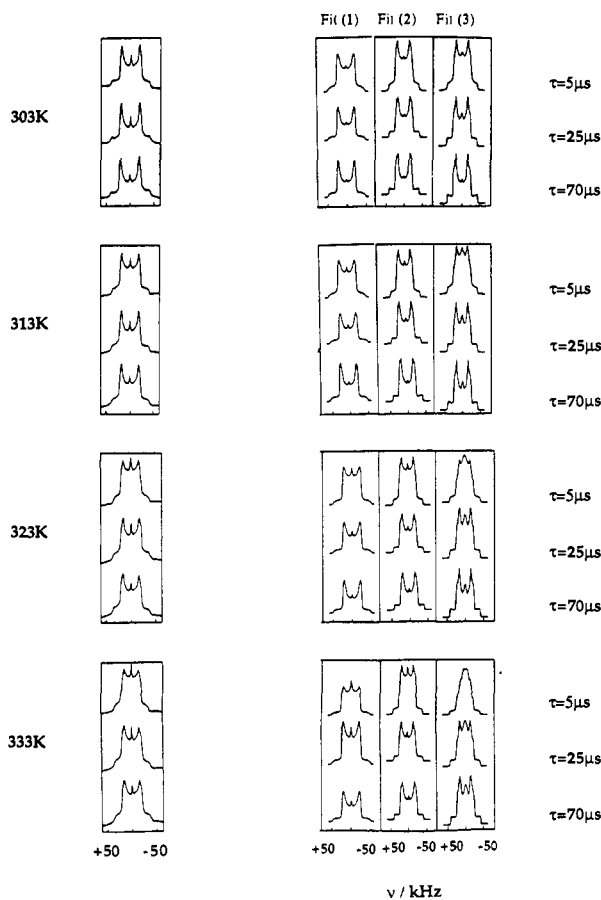 Fit (1) Fit (2) Fit (3)
303K
τ=5μs
τ=25μs
τ=70μs
313K
τ=5μs
τ=25μs
τ=70μs
323K
τ=5μs
τ=25μs
τ=70μs
333K
τ=5μs
τ=25μs
τ=70μs
+50 -50 +50 -50 +50 -50 +50 -50
ν / kHz